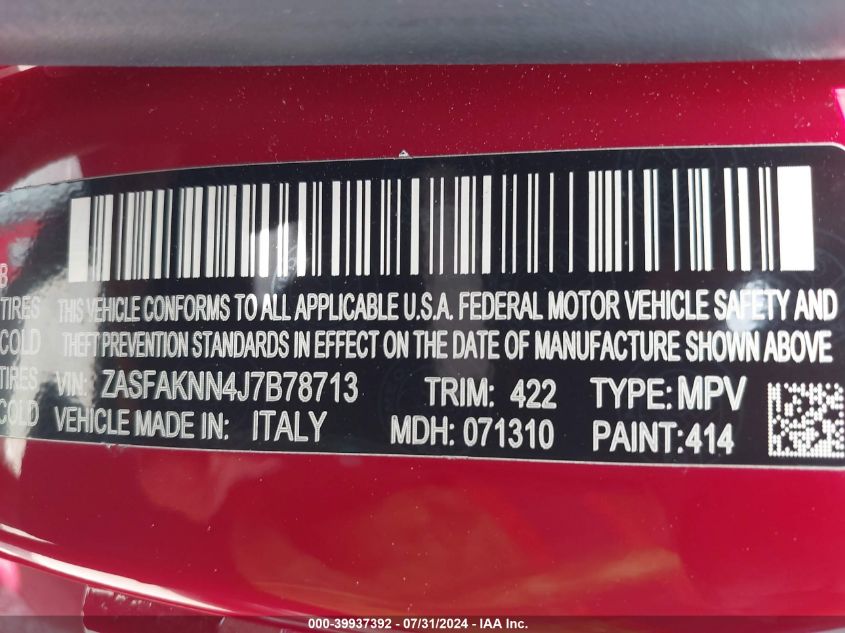 B
TIRES
COLD
TIRES
COLD
THIS VEHICLE CONFORMS TO ALL APPLICABLE U.S.A. FEDERAL MOTOR VEHICLE SAFETY AND
THEFT PREVENTION STANDARDS IN EFFECT ON THE DATE OF MANUFACTURE SHOWN ABOVE
VIN: ZASFAKNN4J7B78713 TRIM: 422 TYPE: MPV
VEHICLE MADE IN: ITALY MDH: 071310 PAINT: 414
000-39937392 - 07/31/2024 - IAA Inc.